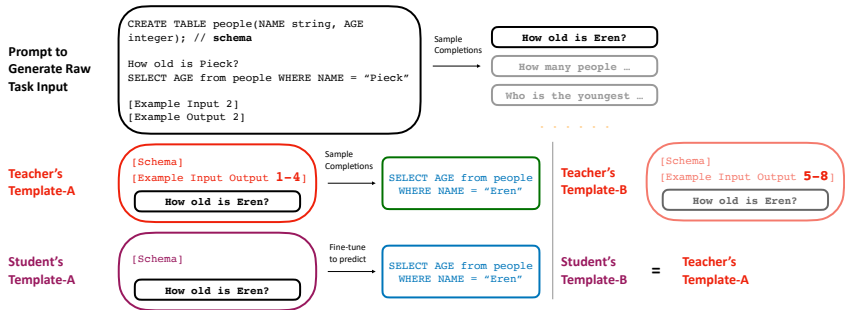 Prompt to
Generate Raw
Task Input
CREATE TABLE people(NAME string, AGE
integer); // schema
How old is Pieck?
SELECT AGE from people WHERE NAME = “Pieck”
[Example Input 2]
[Example Output 2]
Sample
Completions
How old is Eren?
How many people …
Who is the youngest …
. . . . . .
Teacher’s
Template-A
[Schema]
[Example Input Output 1–4]
How old is Eren?
Sample
Completions
SELECT AGE from people
WHERE NAME = “Eren”
Teacher’s
Template-B
[Schema]
[Example Input Output 5–8]
How old is Eren?
Student’s
Template-A
[Schema]
How old is Eren?
Fine-tune
to predict
SELECT AGE from people
WHERE NAME = “Eren”
Student’s
Template-B
=
Teacher’s
Template-A